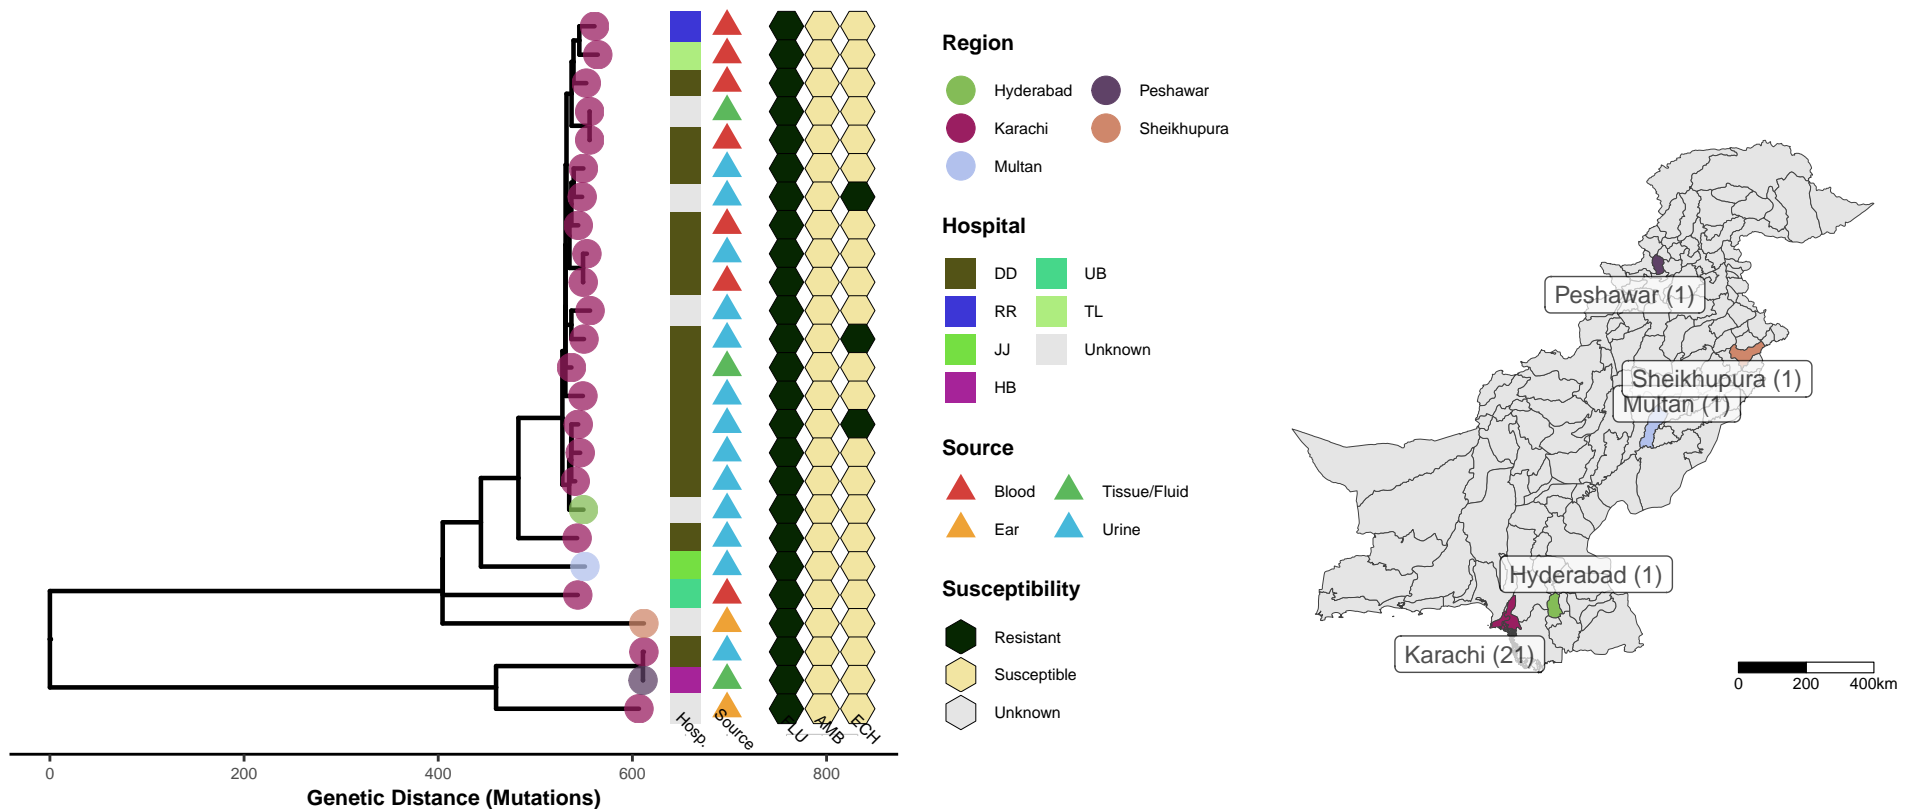 Region
Hyderabad
Peshawar
Karachi
Sheikhupura
Multan
Hospital
DD
UB
RR
TL
JJ
Unknown
HB
Source
Blood
Tissue/Fluid
Ear
Urine
Susceptibility
Resistant
Susceptible
Unknown
Hosp.
Source
FLU
AMB
ECH
0
200
400
600
800
Genetic Distance (Mutations)
Peshawar (1)
Sheikhupura (1)
Multan (1)
Hyderabad (1)
Karachi (21)
0
200
400km